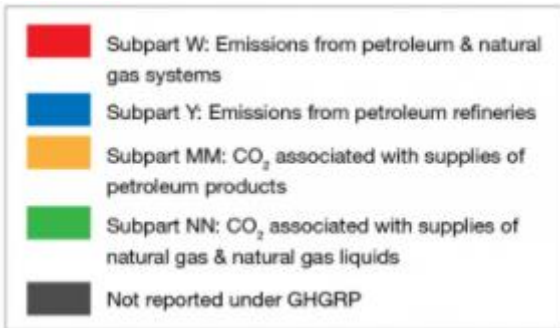 Subpart W: Emissions from petroleum & natural
gas systems
Subpart Y: Emissions from petroleum refineries
Subpart MM: CO₂ associated with supplies of
petroleum products
Subpart NN: CO₂ associated with supplies of
natural gas & natural gas liquids
Not reported under GHGRP